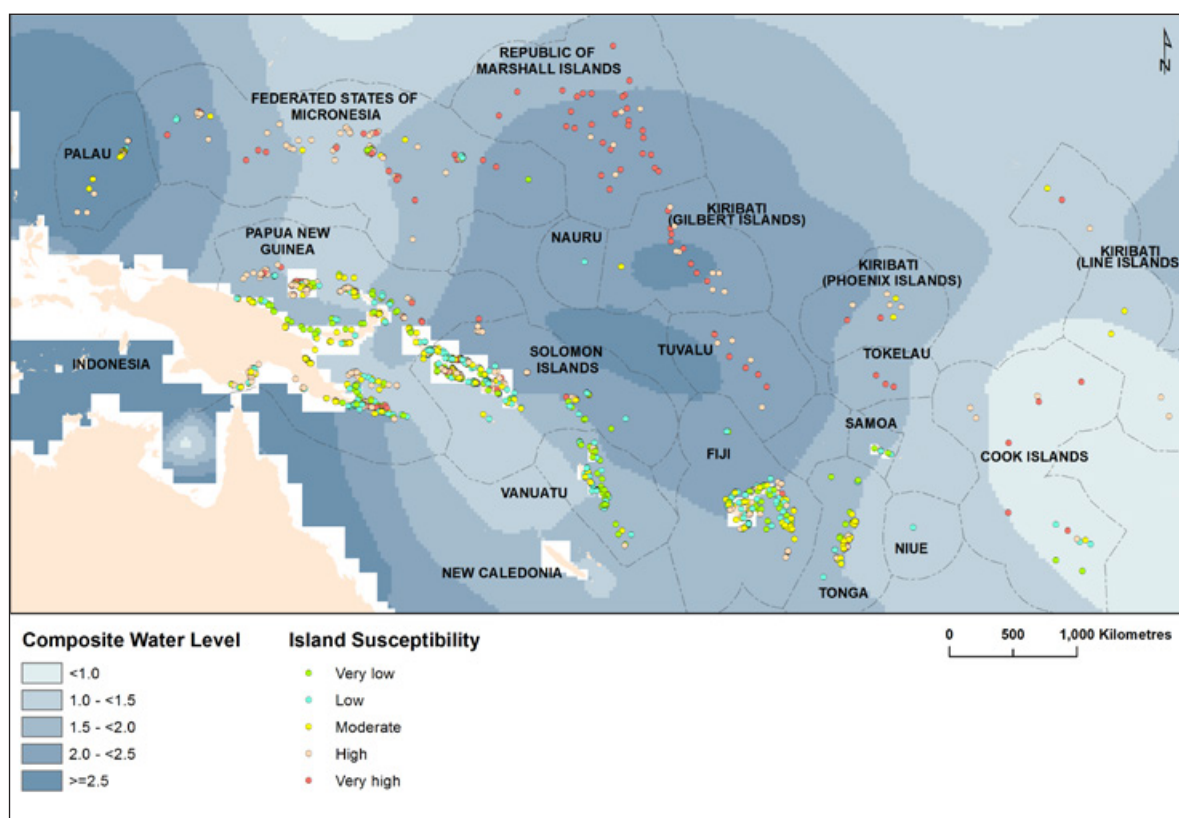 REPUBLIC OF
MARSHALL ISLANDS
FEDERATED STATES OF
MICRONESIA
PALAU
KIRIBATI
(GILBERT ISLANDS)
PAPUA NEW
GUINEA
NAURU
KIRIBATI
(LINE ISLANDS)
KIRIBATI
(PHOENIX ISLANDS)
INDONESIA
SOLOMON
ISLANDS
TUVALU
TOKELAU
SAMOA
FIJI
COOK ISLANDS
VANUATU
NIUE
NEW CALEDONIA
TONGA
N
Composite Water Level
<1.0
1.0 - <1.5
1.5 - <2.0
2.0 - <2.5
>=2.5
Island Susceptibility
Very low
Low
Moderate
High
Very high
0 500 1,000 Kilometres